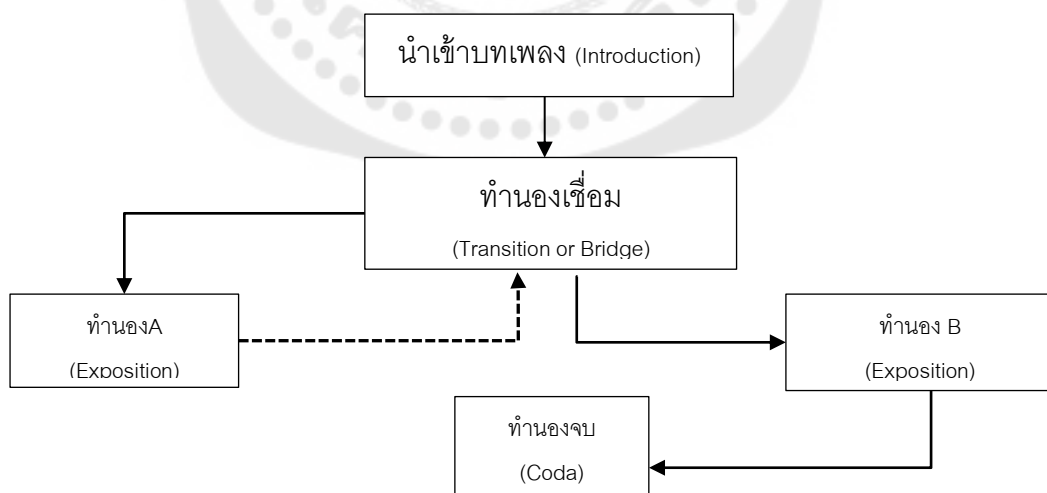 นำเข้าบทเพลง (Introduction)
ทำนองเชื่อม
(Transition or Bridge)
ทำนองA
(Exposition)
ทำนอง B
(Exposition)
ทำนองจบ
(Coda)